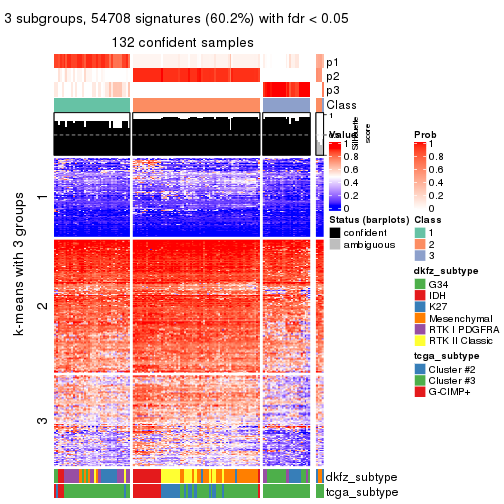 3 subgroups, 54708 signatures (60.2%) with fdr < 0.05
132 confident samples
p1
p2
p3
Class
1
Silhouette
score
Value
1
0.8
0.6
0.4
0.2
0
Prob
1
0.8
0.6
0.4
0.2
0
k-means with 3 groups
1
2
3
Status (barplots)
confident
ambiguous
Class
1
2
3
dkfz_subtype
G34
IDH
K27
Mesenchymal
RTK I PDGFRA
RTK II Classic
tcga_subtype
Cluster #2
Cluster #3
G-CIMP+
dkfz_subtype
tcga_subtype